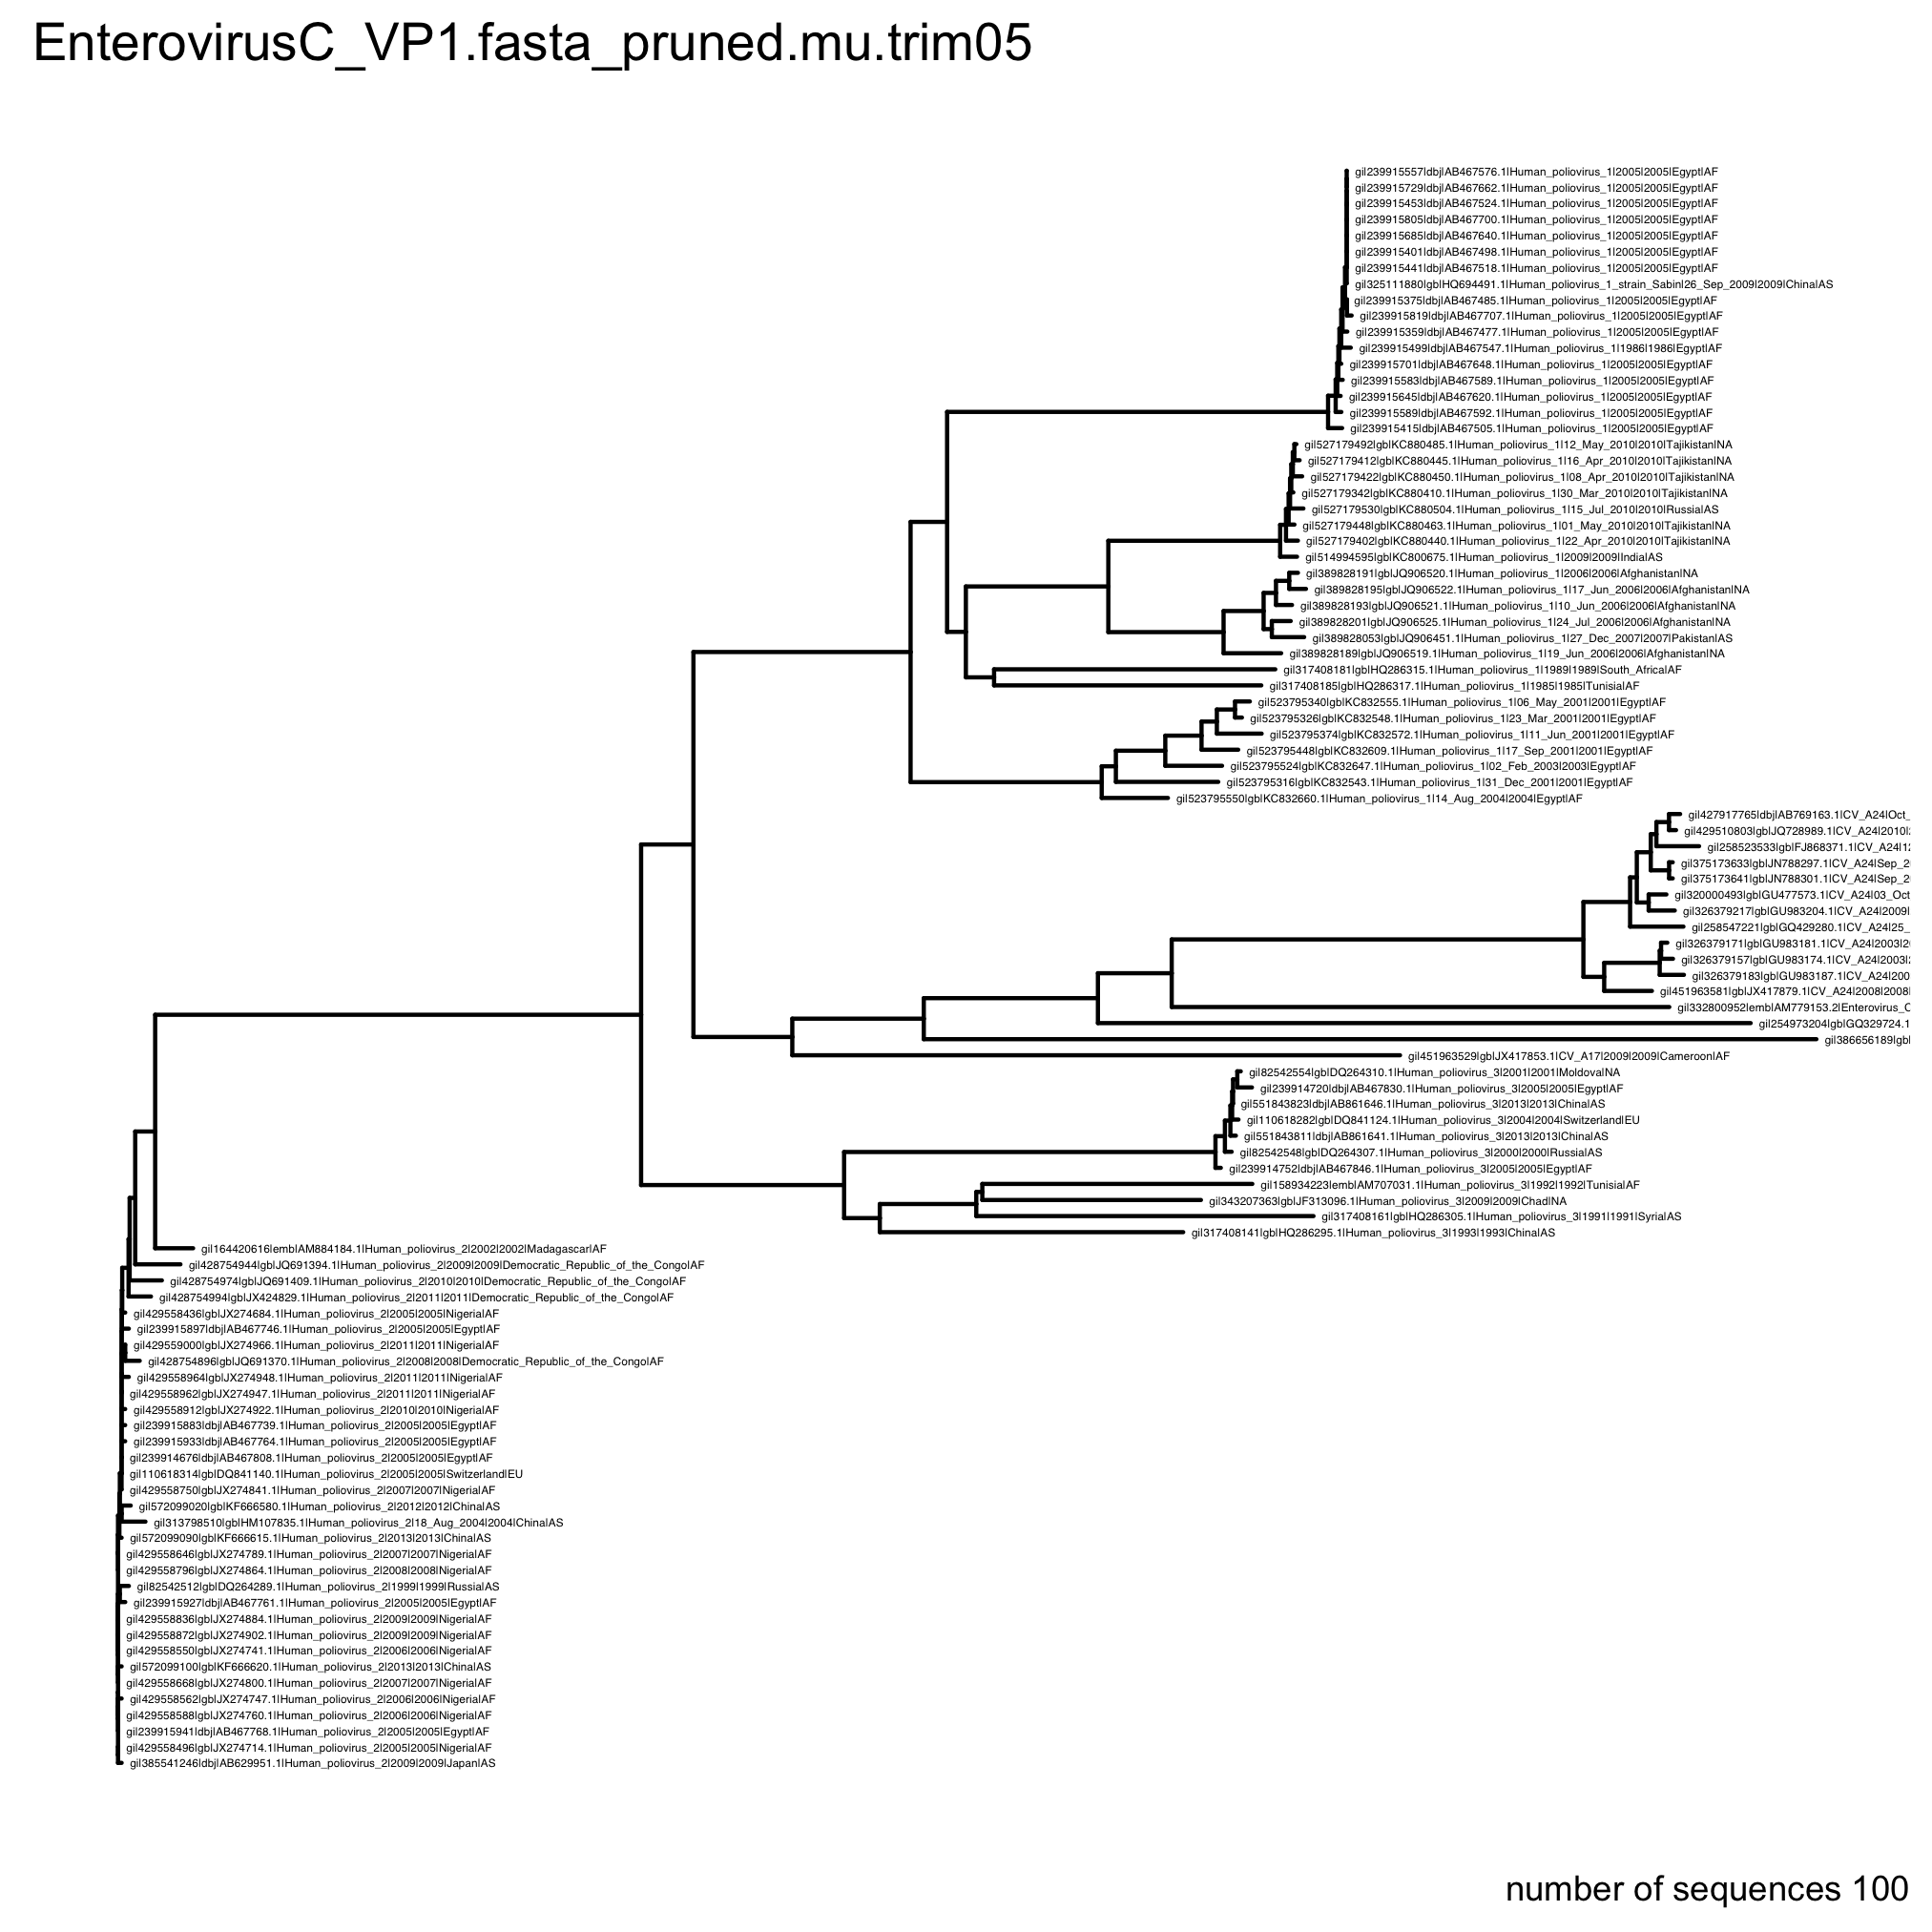 EnterovirusC_VP1.fasta_pruned.mu.trim05
gi|239915557|dbj|AB467576.1|Human_poliovirus_1|2005|2005|Egypt|AF
gi|239915729|dbj|AB467662.1|Human_poliovirus_1|2005|2005|Egypt|AF
gi|239915453|dbj|AB467524.1|Human_poliovirus_1|2005|2005|Egypt|AF
gi|239915805|dbj|AB467700.1|Human_poliovirus_1|2005|2005|Egypt|AF
gi|239915685|dbj|AB467640.1|Human_poliovirus_1|2005|2005|Egypt|AF
gi|239915401|dbj|AB467498.1|Human_poliovirus_1|2005|2005|Egypt|AF
gi|239915441|dbj|AB467518.1|Human_poliovirus_1|2005|2005|Egypt|AF
gi|325111880|gb|HQ694491.1|Human_poliovirus_1_strain_Sabin|26_Sep_2009|2009|China|AS
gi|239915375|dbj|AB467485.1|Human_poliovirus_1|2005|2005|Egypt|AF
gi|239915819|dbj|AB467707.1|Human_poliovirus_1|2005|2005|Egypt|AF
gi|239915359|dbj|AB467477.1|Human_poliovirus_1|2005|2005|Egypt|AF
gi|239915499|dbj|AB467547.1|Human_poliovirus_1|1986|1986|Egypt|AF
gi|239915701|dbj|AB467648.1|Human_poliovirus_1|2005|2005|Egypt|AF
gi|239915583|dbj|AB467589.1|Human_poliovirus_1|2005|2005|Egypt|AF
gi|239915645|dbj|AB467620.1|Human_poliovirus_1|2005|2005|Egypt|AF
gi|239915589|dbj|AB467592.1|Human_poliovirus_1|2005|2005|Egypt|AF
gi|239915415|dbj|AB467505.1|Human_poliovirus_1|2005|2005|Egypt|AF
gi|527179492|gb|KC880485.1|Human_poliovirus_1|12_May_2010|2010|Tajikistan|NA
gi|527179412|gb|KC880445.1|Human_poliovirus_1|16_Apr_2010|2010|Tajikistan|NA
gi|527179422|gb|KC880450.1|Human_poliovirus_1|08_Apr_2010|2010|Tajikistan|NA
gi|527179342|gb|KC880410.1|Human_poliovirus_1|30_Mar_2010|2010|Tajikistan|NA
gi|527179530|gb|KC880504.1|Human_poliovirus_1|15_Jul_2010|2010|Russia|AS
gi|527179448|gb|KC880463.1|Human_poliovirus_1|01_May_2010|2010|Tajikistan|NA
gi|527179402|gb|KC880440.1|Human_poliovirus_1|22_Apr_2010|2010|Tajikistan|NA
gi|514994595|gb|KC800675.1|Human_poliovirus_1|2009|2009|India|AS
gi|389828191|gb|JQ906520.1|Human_poliovirus_1|2006|2006|Afghanistan|NA
gi|389828195|gb|JQ906522.1|Human_poliovirus_1|17_Jun_2006|2006|Afghanistan|NA
gi|389828193|gb|JQ906521.1|Human_poliovirus_1|10_Jun_2006|2006|Afghanistan|NA
gi|389828201|gb|JQ906525.1|Human_poliovirus_1|24_Jul_2006|2006|Afghanistan|NA
gi|389828053|gb|JQ906451.1|Human_poliovirus_1|27_Dec_2007|2007|Pakistan|AS
gi|389828189|gb|JQ906519.1|Human_poliovirus_1|19_Jun_2006|2006|Afghanistan|NA
gi|317408181|gb|HQ286315.1|Human_poliovirus_1|1989|1989|South_Africa|AF
gi|317408185|gb|HQ286317.1|Human_poliovirus_1|1985|1985|Tunisia|AF
gi|523795340|gb|KC832555.1|Human_poliovirus_1|06_May_2001|2001|Egypt|AF
gi|523795326|gb|KC832548.1|Human_poliovirus_1|23_Mar_2001|2001|Egypt|AF
gi|523795374|gb|KC832572.1|Human_poliovirus_1|11_Jun_2001|2001|Egypt|AF
gi|523795448|gb|KC832609.1|Human_poliovirus_1|17_Sep_2001|2001|Egypt|AF
gi|523795524|gb|KC832647.1|Human_poliovirus_1|02_Feb_2003|2003|Egypt|AF
gi|523795316|gb|KC832543.1|Human_poliovirus_1|31_Dec_2001|2001|Egypt|AF
gi|523795550|gb|KC832660.1|Human_poliovirus_1|14_Aug_2004|2004|Egypt|AF
gi|427917765|dbj|AB769163.1|CV_A24|Oct_
gi|429510803|gb|JQ728989.1|CV_A24|2010|
gi|258523533|gb|FJ868371.1|CV_A24|12
gi|375173633|gb|JN788297.1|CV_A24|Sep_2
gi|375173641|gb|JN788301.1|CV_A24|Sep_2
gi|320000493|gb|GU477573.1|CV_A24|03_Oct
gi|326379217|gb|GU983204.1|CV_A24|2009|
gi|258547221|gb|GQ429280.1|CV_A24|25_
gi|326379171|gb|GU983181.1|CV_A24|2003|2
gi|326379157|gb|GU983174.1|CV_A24|2003|
gi|326379183|gb|GU983187.1|CV_A24|200
gi|451963581|gb|JX417879.1|CV_A24|2008|2008|
gi|332800952|emb|AM779153.2|Enterovirus_C
gi|254973204|gb|GQ329724.1
gi|386656189|gb|
gi|451963529|gb|JX417853.1|CV_A17|2009|2009|Cameroon|AF
gi|82542554|gb|DQ264310.1|Human_poliovirus_3|2001|2001|Moldova|NA
gi|239914720|dbj|AB467830.1|Human_poliovirus_3|2005|2005|Egypt|AF
gi|551843823|dbj|AB861646.1|Human_poliovirus_3|2013|2013|China|AS
gi|110618282|gb|DQ841124.1|Human_poliovirus_3|2004|2004|Switzerland|EU
gi|551843811|dbj|AB861641.1|Human_poliovirus_3|2013|2013|China|AS
gi|82542548|gb|DQ264307.1|Human_poliovirus_3|2000|2000|Russia|AS
gi|239914752|dbj|AB467846.1|Human_poliovirus_3|2005|2005|Egypt|AF
gi|158934223|emb|AM707031.1|Human_poliovirus_3|1992|1992|Tunisia|AF
gi|343207363|gb|JF313096.1|Human_poliovirus_3|2009|2009|Chad|NA
gi|317408161|gb|HQ286305.1|Human_poliovirus_3|1991|1991|Syria|AS
gi|317408141|gb|HQ286295.1|Human_poliovirus_3|1993|1993|China|AS
gi|164420616|emb|AM884184.1|Human_poliovirus_2|2002|2002|Madagascar|AF
gi|428754944|gb|JQ691394.1|Human_poliovirus_2|2009|2009|Democratic_Republic_of_the_Congo|AF
gi|428754974|gb|JQ691409.1|Human_poliovirus_2|2010|2010|Democratic_Republic_of_the_Congo|AF
gi|428754994|gb|JX424829.1|Human_poliovirus_2|2011|2011|Democratic_Republic_of_the_Congo|AF
gi|429558436|gb|JX274684.1|Human_poliovirus_2|2005|2005|Nigeria|AF
gi|239915897|dbj|AB467746.1|Human_poliovirus_2|2005|2005|Egypt|AF
gi|429559000|gb|JX274966.1|Human_poliovirus_2|2011|2011|Nigeria|AF
gi|428754896|gb|JQ691370.1|Human_poliovirus_2|2008|2008|Democratic_Republic_of_the_Congo|AF
gi|429558964|gb|JX274948.1|Human_poliovirus_2|2011|2011|Nigeria|AF
gi|429558962|gb|JX274947.1|Human_poliovirus_2|2011|2011|Nigeria|AF
gi|429558912|gb|JX274922.1|Human_poliovirus_2|2010|2010|Nigeria|AF
gi|239915883|dbj|AB467739.1|Human_poliovirus_2|2005|2005|Egypt|AF
gi|239915933|dbj|AB467764.1|Human_poliovirus_2|2005|2005|Egypt|AF
gi|239914676|dbj|AB467808.1|Human_poliovirus_2|2005|2005|Egypt|AF
gi|110618314|gb|DQ841140.1|Human_poliovirus_2|2005|2005|Switzerland|EU
gi|429558750|gb|JX274841.1|Human_poliovirus_2|2007|2007|Nigeria|AF
gi|572099020|gb|KF666580.1|Human_poliovirus_2|2012|2012|China|AS
gi|313798510|gb|HM107835.1|Human_poliovirus_2|18_Aug_2004|2004|China|AS
gi|572099090|gb|KF666615.1|Human_poliovirus_2|2013|2013|China|AS
gi|429558646|gb|JX274789.1|Human_poliovirus_2|2007|2007|Nigeria|AF
gi|429558796|gb|JX274864.1|Human_poliovirus_2|2008|2008|Nigeria|AF
gi|82542512|gb|DQ264289.1|Human_poliovirus_2|1999|1999|Russia|AS
gi|239915927|dbj|AB467761.1|Human_poliovirus_2|2005|2005|Egypt|AF
gi|429558836|gb|JX274884.1|Human_poliovirus_2|2009|2009|Nigeria|AF
gi|429558872|gb|JX274902.1|Human_poliovirus_2|2009|2009|Nigeria|AF
gi|429558550|gb|JX274741.1|Human_poliovirus_2|2006|2006|Nigeria|AF
gi|572099100|gb|KF666620.1|Human_poliovirus_2|2013|2013|China|AS
gi|429558668|gb|JX274800.1|Human_poliovirus_2|2007|2007|Nigeria|AF
gi|429558562|gb|JX274747.1|Human_poliovirus_2|2006|2006|Nigeria|AF
gi|429558588|gb|JX274760.1|Human_poliovirus_2|2006|2006|Nigeria|AF
gi|239915941|dbj|AB467768.1|Human_poliovirus_2|2005|2005|Egypt|AF
gi|429558496|gb|JX274714.1|Human_poliovirus_2|2005|2005|Nigeria|AF
gi|385541246|dbj|AB629951.1|Human_poliovirus_2|2009|2009|Japan|AS
number of sequences 100